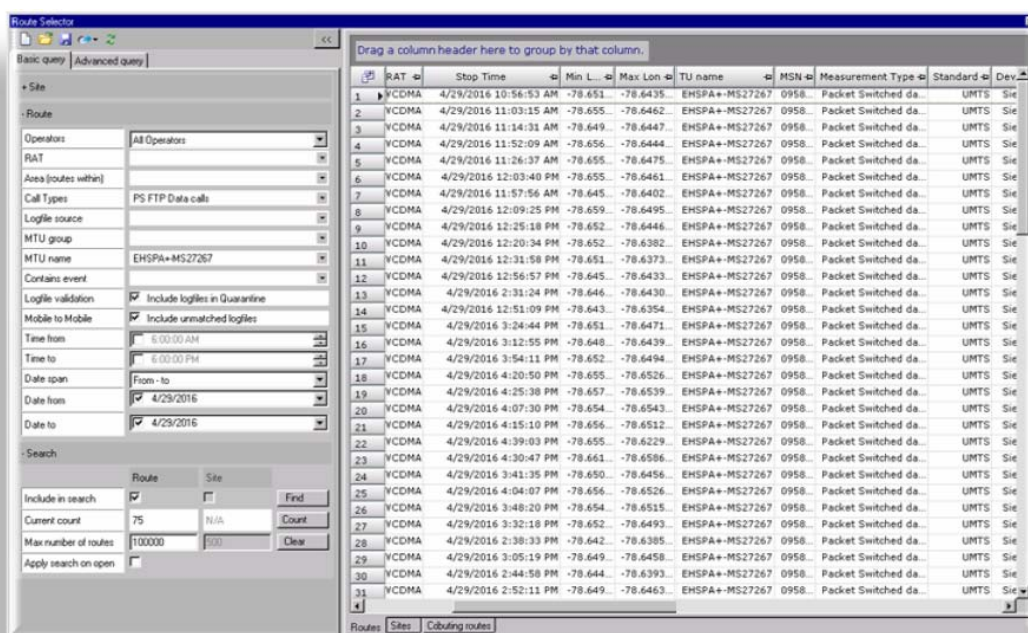 Route Selector
<<
Basic query Advanced query
+ Site
- Route
Operators All Operators
RAT
Area (routes within)
Call Types PS FTP Data calls
Logfile source
MTU group
MTU name EHSPA+-MS27267
Contains event
Logfile validation Include logfiles in Quarantine
Mobile to Mobile Include unmatched logfiles
Time from 6:00:00 AM
Time to 6:00:00 PM
Date span From - to
Date from 4/29/2016
Date to 4/29/2016
- Search
Route Site
Include in search Find
Current count 75 N/A Count
Max number of routes 100000 500 Clear
Apply search on open
Drag a column header here to group by that column.
RAT Stop Time Min L... Max Lon TU name MSN Measurement Type Standard Dev
1 VCDMA 4/29/2016 10:56:53 AM -78.651... -78.6435... EHSPA+-MS27267 0958... Packet Switched da... UMTS Sie
2 VCDMA 4/29/2016 11:03:15 AM -78.655... -78.6462... EHSPA+-MS27267 0958... Packet Switched da... UMTS Sie
3 VCDMA 4/29/2016 11:14:31 AM -78.649... -78.6447... EHSPA+-MS27267 0958... Packet Switched da... UMTS Sie
4 VCDMA 4/29/2016 11:52:09 AM -78.656... -78.6444... EHSPA+-MS27267 0958... Packet Switched da... UMTS Sie
5 VCDMA 4/29/2016 11:26:37 AM -78.655... -78.6475... EHSPA+-MS27267 0958... Packet Switched da... UMTS Sie
6 VCDMA 4/29/2016 12:03:40 PM -78.655... -78.6461... EHSPA+-MS27267 0958... Packet Switched da... UMTS Sie
7 VCDMA 4/29/2016 11:57:56 AM -78.645... -78.6402... EHSPA+-MS27267 0958... Packet Switched da... UMTS Sie
8 VCDMA 4/29/2016 12:09:25 PM -78.659... -78.6495... EHSPA+-MS27267 0958... Packet Switched da... UMTS Sie
9 VCDMA 4/29/2016 12:25:18 PM -78.652... -78.6446... EHSPA+-MS27267 0958... Packet Switched da... UMTS Sie
10 VCDMA 4/29/2016 12:20:34 PM -78.652... -78.6382... EHSPA+-MS27267 0958... Packet Switched da... UMTS Sie
11 VCDMA 4/29/2016 12:31:58 PM -78.651... -78.6373... EHSPA+-MS27267 0958... Packet Switched da... UMTS Sie
12 VCDMA 4/29/2016 12:56:57 PM -78.645... -78.6433... EHSPA+-MS27267 0958... Packet Switched da... UMTS Sie
13 VCDMA 4/29/2016 2:31:24 PM -78.646... -78.6430... EHSPA+-MS27267 0958... Packet Switched da... UMTS Sie
14 VCDMA 4/29/2016 12:51:09 PM -78.643... -78.6354... EHSPA+-MS27267 0958... Packet Switched da... UMTS Sie
15 VCDMA 4/29/2016 3:24:44 PM -78.651... -78.6471... EHSPA+-MS27267 0958... Packet Switched da... UMTS Sie
16 VCDMA 4/29/2016 3:12:55 PM -78.648... -78.6439... EHSPA+-MS27267 0958... Packet Switched da... UMTS Sie
17 VCDMA 4/29/2016 3:54:11 PM -78.652... -78.6494... EHSPA+-MS27267 0958... Packet Switched da... UMTS Sie
18 VCDMA 4/29/2016 4:20:50 PM -78.655... -78.6526... EHSPA+-MS27267 0958... Packet Switched da... UMTS Sie
19 VCDMA 4/29/2016 4:25:38 PM -78.657... -78.6539... EHSPA+-MS27267 0958... Packet Switched da... UMTS Sie
20 VCDMA 4/29/2016 4:07:30 PM -78.654... -78.6543... EHSPA+-MS27267 0958... Packet Switched da... UMTS Sie
21 VCDMA 4/29/2016 4:15:10 PM -78.656... -78.6512... EHSPA+-MS27267 0958... Packet Switched da... UMTS Sie
22 VCDMA 4/29/2016 4:39:03 PM -78.655... -78.6229... EHSPA+-MS27267 0958... Packet Switched da... UMTS Sie
23 VCDMA 4/29/2016 4:30:47 PM -78.661... -78.6586... EHSPA+-MS27267 0958... Packet Switched da... UMTS Sie
24 VCDMA 4/29/2016 3:41:35 PM -78.650... -78.6456... EHSPA+-MS27267 0958... Packet Switched da... UMTS Sie
25 VCDMA 4/29/2016 4:04:07 PM -78.656... -78.6526... EHSPA+-MS27267 0958... Packet Switched da... UMTS Sie
26 VCDMA 4/29/2016 3:48:20 PM -78.654... -78.6515... EHSPA+-MS27267 0958... Packet Switched da... UMTS Sie
27 VCDMA 4/29/2016 3:32:18 PM -78.652... -78.6493... EHSPA+-MS27267 0958... Packet Switched da... UMTS Sie
28 VCDMA 4/29/2016 2:38:33 PM -78.642... -78.6385... EHSPA+-MS27267 0958... Packet Switched da... UMTS Sie
29 VCDMA 4/29/2016 3:05:19 PM -78.649... -78.6458... EHSPA+-MS27267 0958... Packet Switched da... UMTS Sie
30 VCDMA 4/29/2016 2:44:58 PM -78.644... -78.6393... EHSPA+-MS27267 0958... Packet Switched da... UMTS Sie
31 VCDMA 4/29/2016 2:52:11 PM -78.649... -78.6463... EHSPA+-MS27267 0958... Packet Switched da... UMTS Sie
Routes Sites Cobuting routes